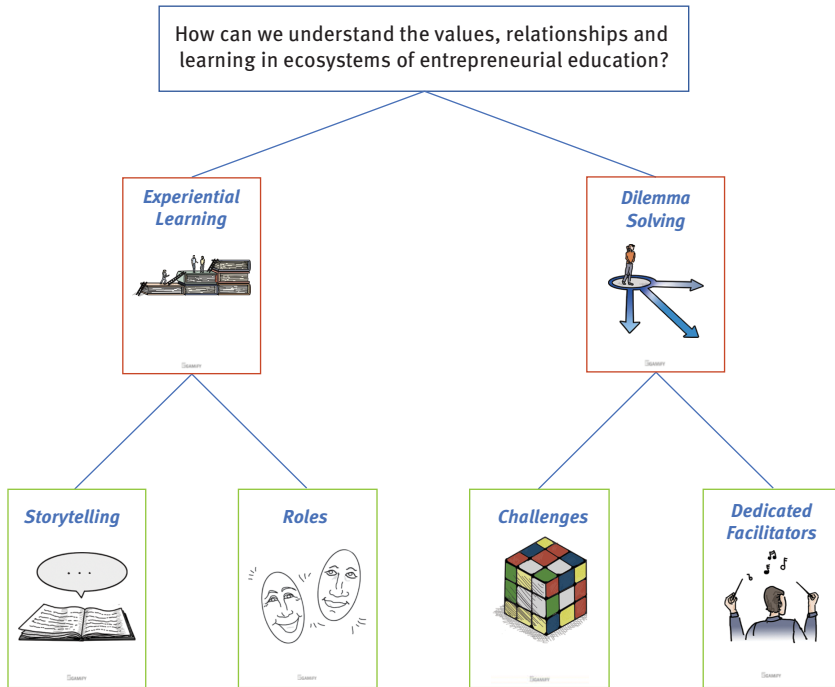 How can we understand the values, relationships and
learning in ecosystems of entrepreneurial education?
Experiential
Learning
Dilemma
Solving
Storytelling
Roles
Challenges
Dedicated
Facilitators
. . .